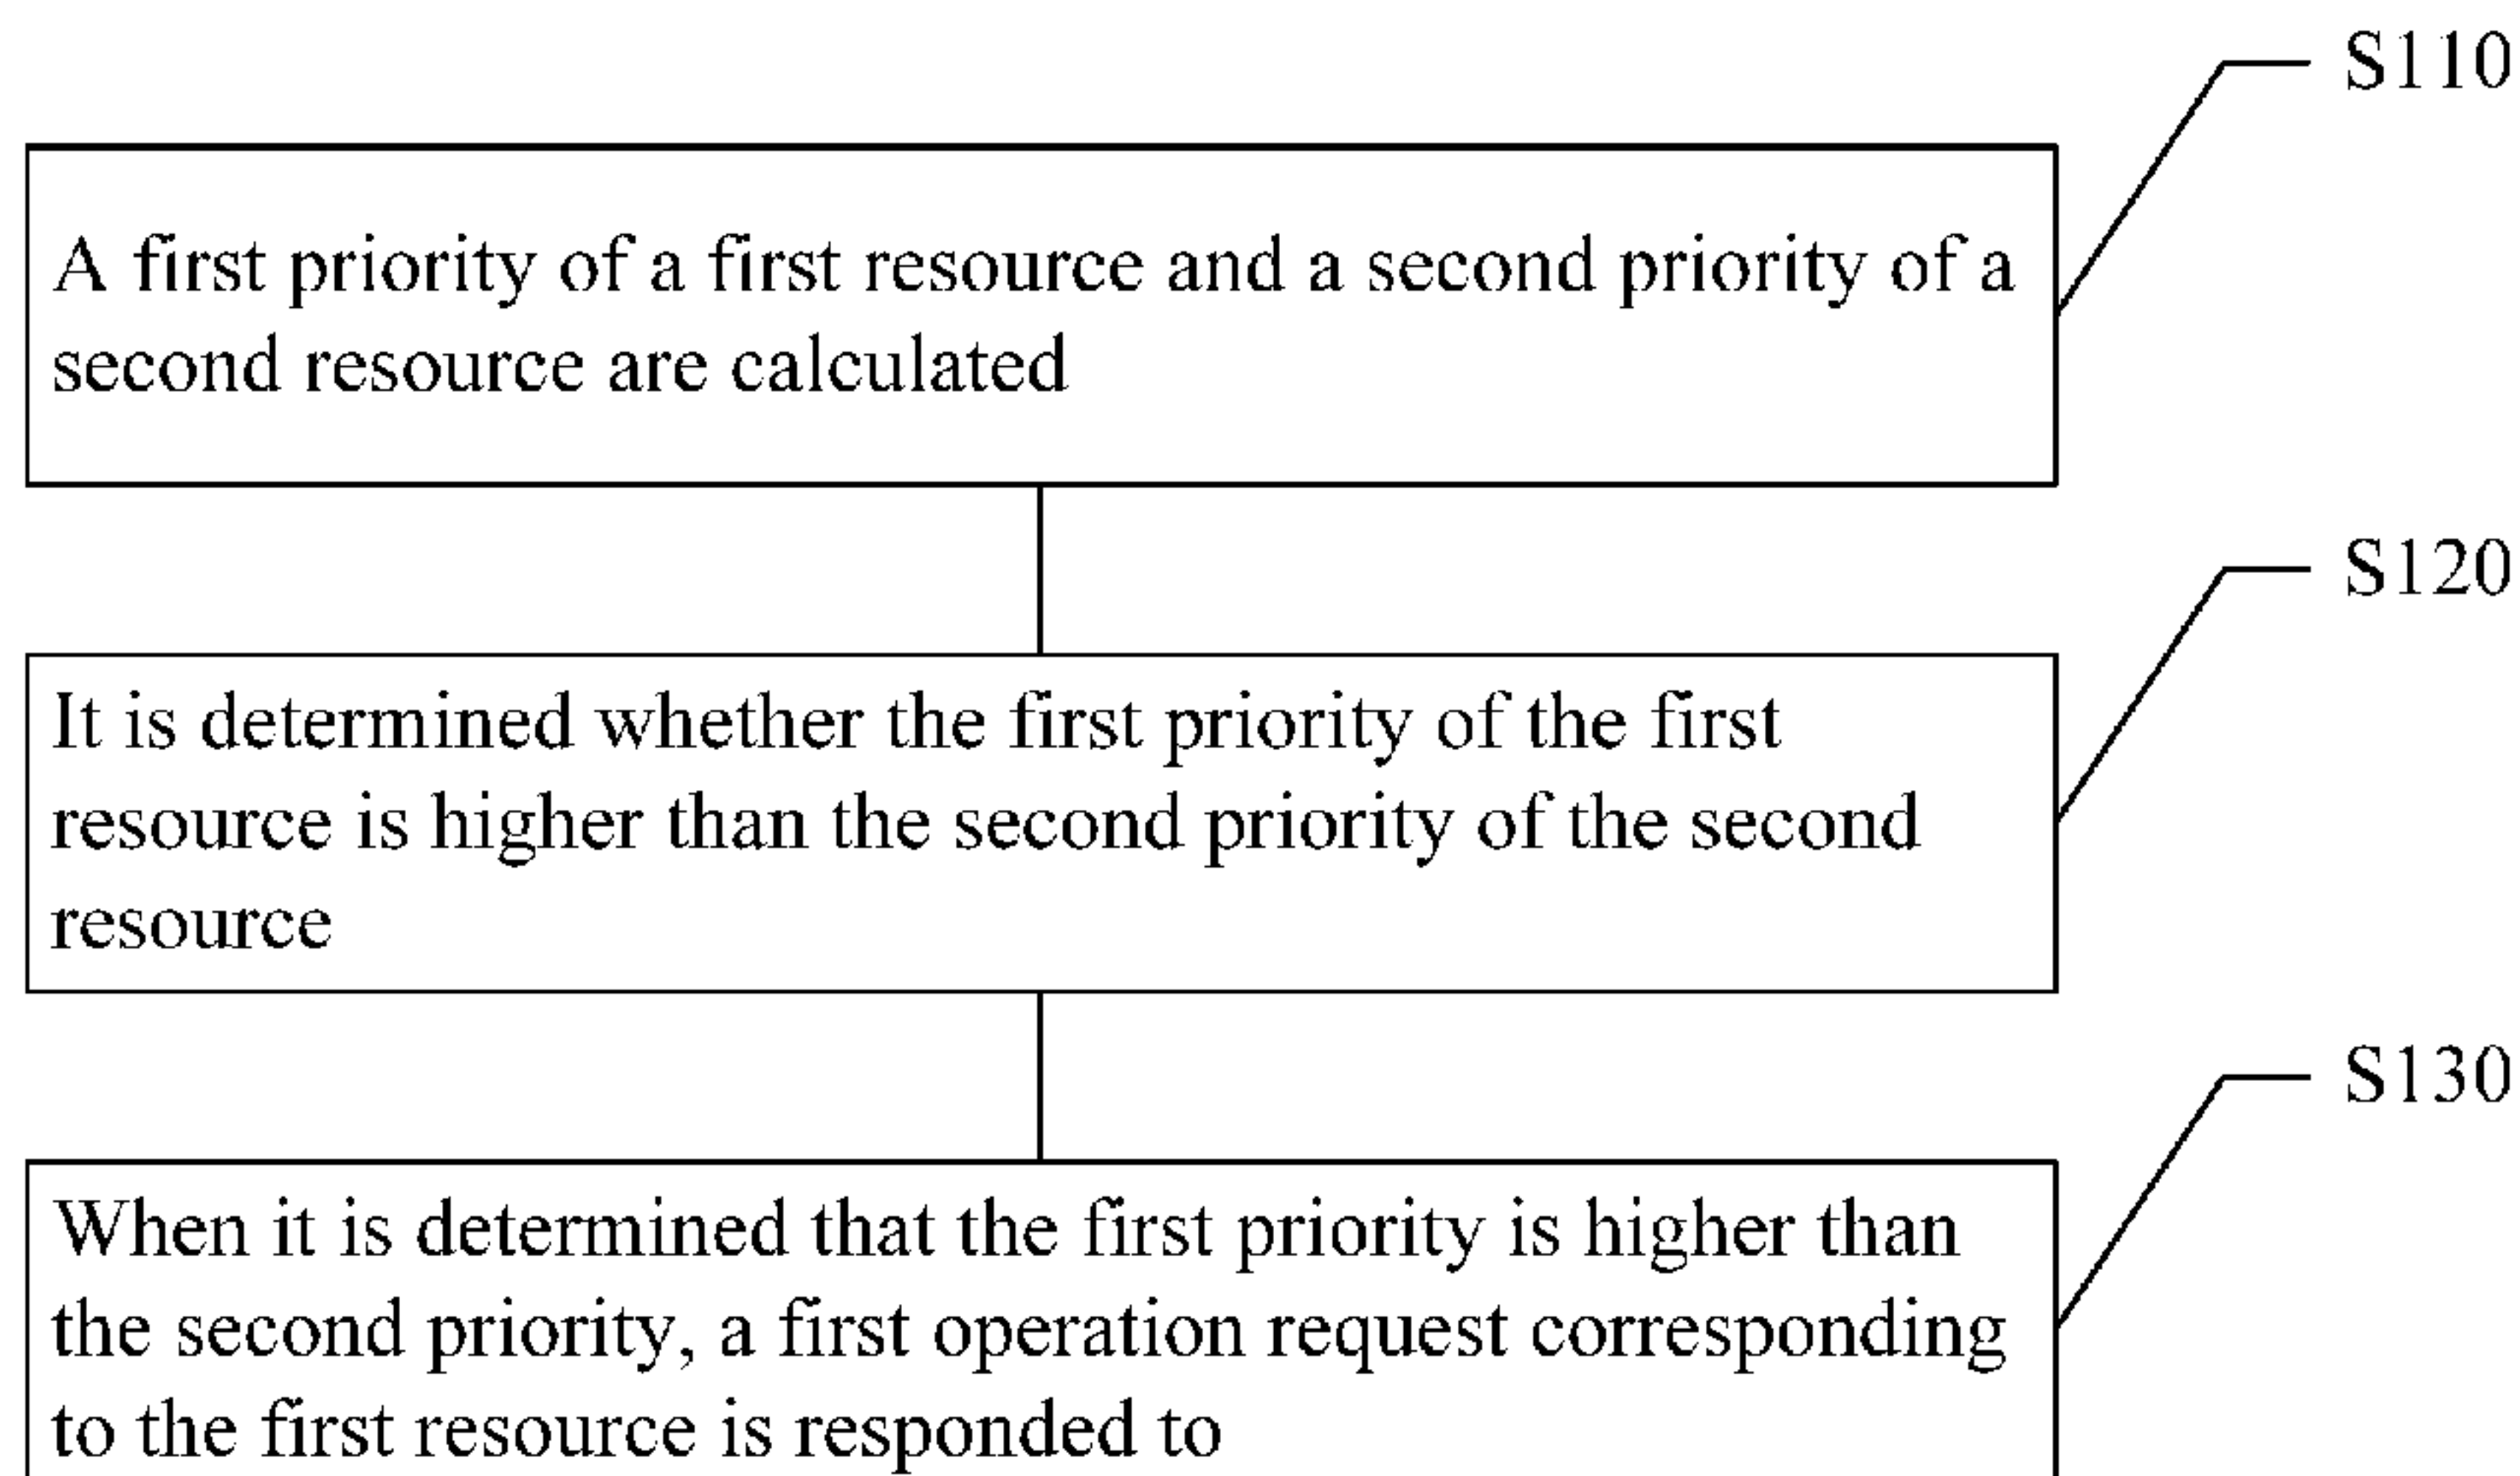 S110
A first priority of a first resource and a second priority of a
second resource are calculated
S120
It is determined whether the first priority of the first
resource is higher than the second priority of the second
resource
S130
When it is determined that the first priority is higher than
the second priority, a first operation request corresponding
to the first resource is responded to